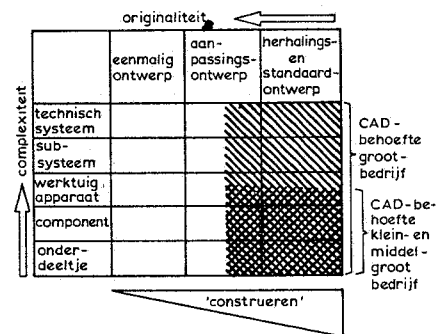 originaliteit
eenmalig
ontwerp
aan-
passings-
ontwerp
herhalings-
en
standaard-
ontwerp
complexiteit
technisch
systeem
sub-
systeem
werktuig
apparaat
component
onder-
deeltje
CAD-
behoefte
groot-
bedrijf
CAD-be-
hoefte
klein- en
middel-
groot
bedrijf
'construeren'